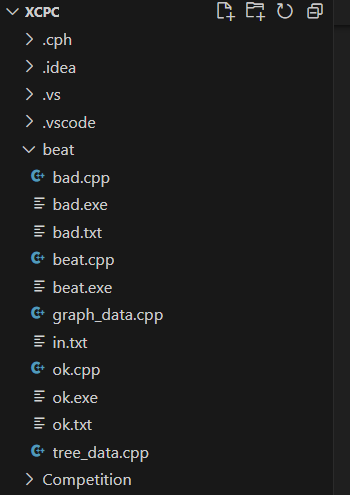 XCPC
.cph
.idea
.vs
.vscode
beat
bad.cpp
bad.exe
bad.txt
beat.cpp
beat.exe
graph_data.cpp
in.txt
ok.cpp
ok.exe
ok.txt
tree_data.cpp
Competition